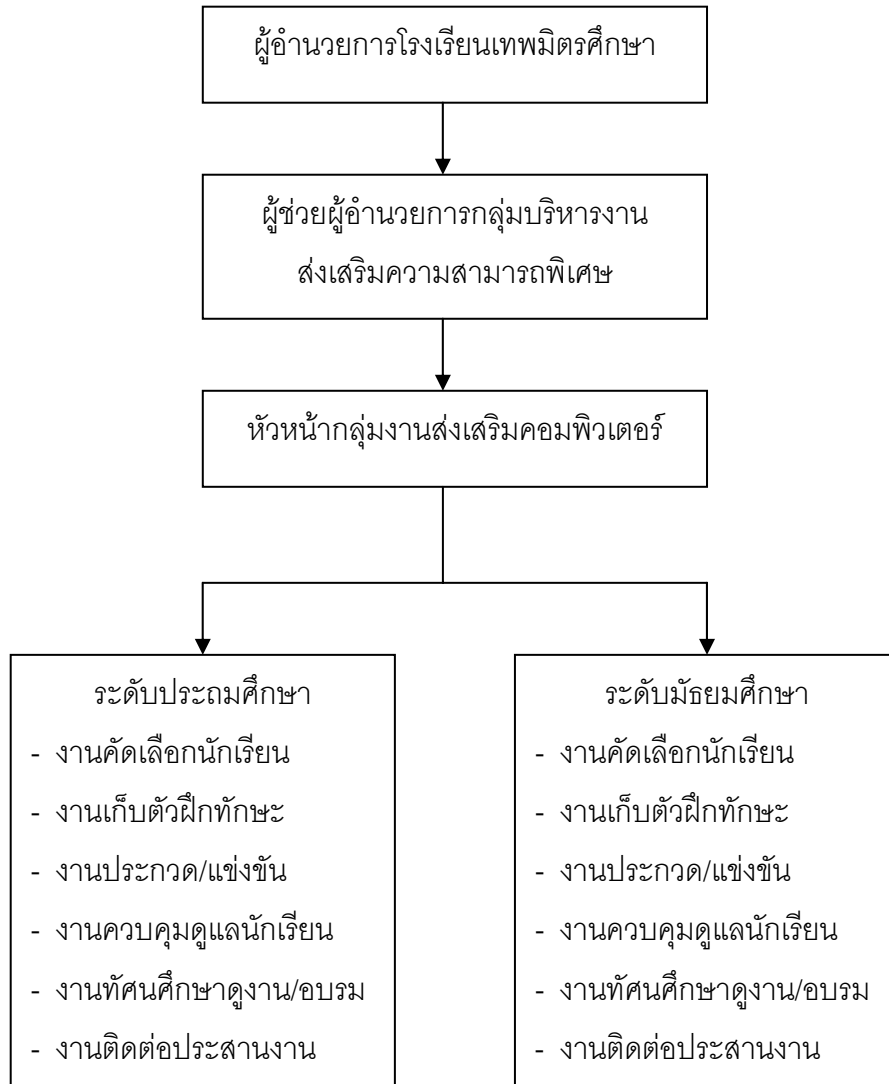 ผู้อำนวยการโรงเรียนเทพมิตรศึกษา
ผู้ช่วยผู้อำนวยการกลุ่มบริหารงาน
ส่งเสริมความสามารถพิเศษ
หัวหน้ากลุ่มงานส่งเสริมคอมพิวเตอร์
ระดับประถมศึกษา
- งานคัดเลือกนักเรียน
- งานเก็บตัวฝึกทักษะ
- งานประกวด/แข่งขัน
- งานควบคุมดูแลนักเรียน
- งานทัศนศึกษาดูงาน/อบรม
- งานติดต่อประสานงาน
ระดับมัธยมศึกษา
- งานคัดเลือกนักเรียน
- งานเก็บตัวฝึกทักษะ
- งานประกวด/แข่งขัน
- งานควบคุมดูแลนักเรียน
- งานทัศนศึกษาดูงาน/อบรม
- งานติดต่อประสานงาน